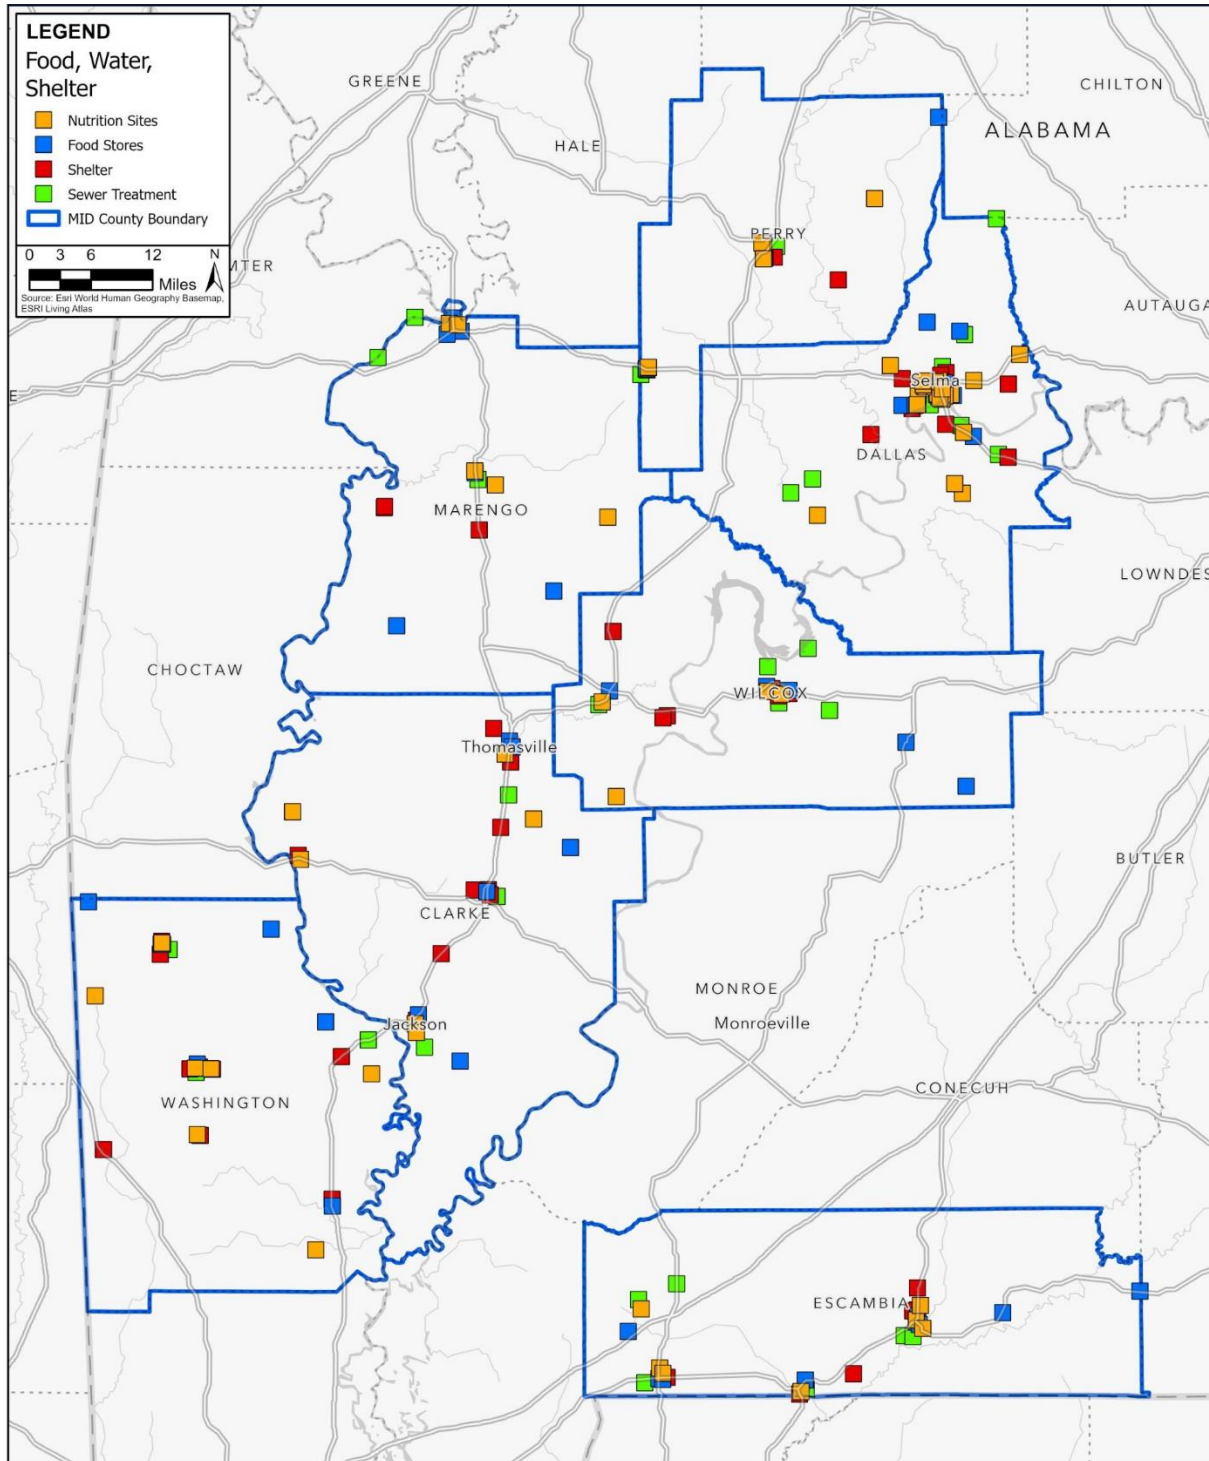 LEGEND
Food, Water,
Shelter
Nutrition Sites
Food Stores
Shelter
Sewer Treatment
MID County Boundary
0 3 6 12
Miles
N
Source: Esri World Human Geography Basemap,
ESRI Living Atlas
GREENE
CHILTON
ALABAMA
HALE
PERRY
MTER
AUTAUGA
E
Selma
DALLAS
MARENGO
LOWNDES
CHOCTAW
WILCOX
Thomasville
BUTLER
CLARKE
MONROE
Jackson
Monroeville
CONECUH
WASHINGTON
ESCAMBIA